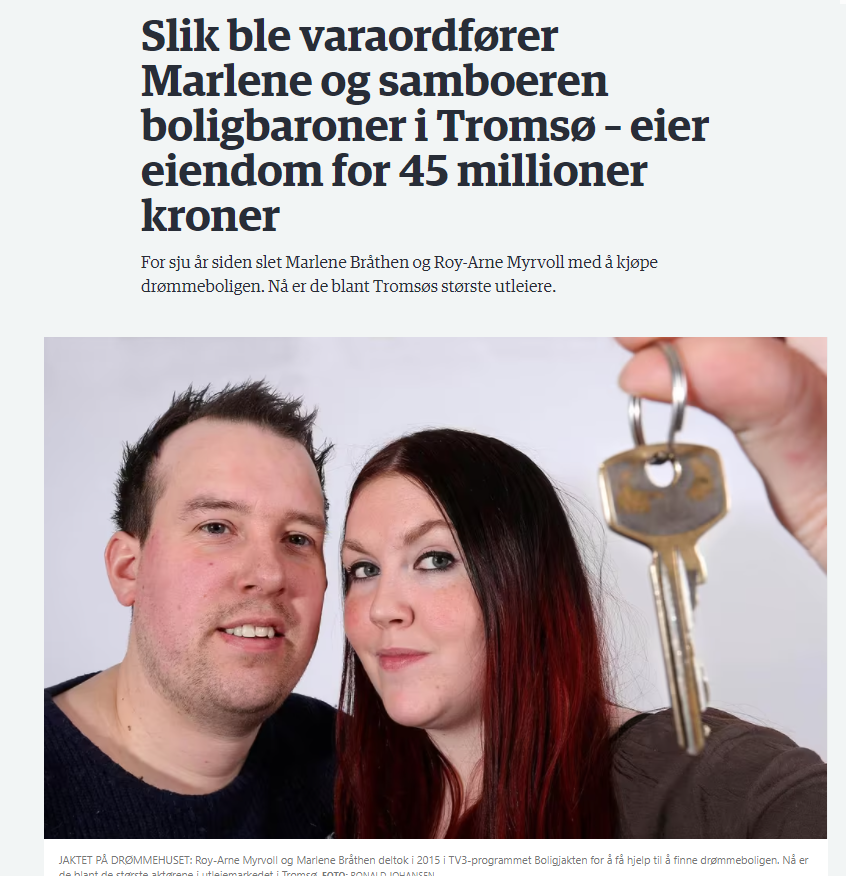 Slik ble varaordfører
Marlene og samboeren
boligbaroner i Tromsø – eier
eiendom for 45 millioner
kroner
For sju år siden slet Marlene Bråthen og Roy-Arne Myrvoll med å kjøpe
drømmeboligen. Nå er de blant Tromsøs største utleiere.
JAKTET PÅ DRØMMEHUSET: Roy-Arne Myrvoll og Marlene Bråthen deltok i 2015 i TV3-programmet Boligjakten for å få hjelp til å finne drømmeboligen. Nå er
de blant de største aktørene i utleiemarkedet i Tromsø. FOTO: RONALD JOHANSEN